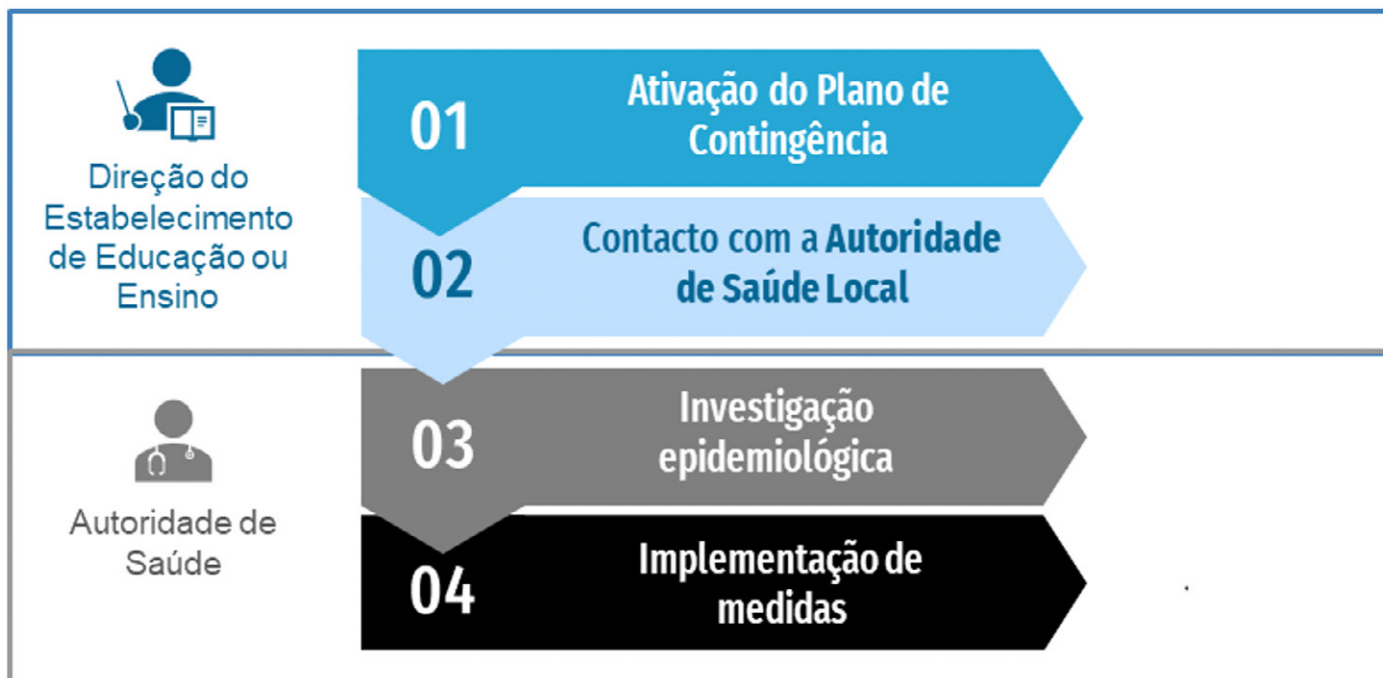 Direção do
Estabelecimento
de Educação ou
Ensino
01
Ativação do Plano de
Contingência
02
Contacto com a Autoridade
de Saúde Local
Autoridade de
Saúde
03
Investigação
epidemiológica
04
Implementação de
medidas